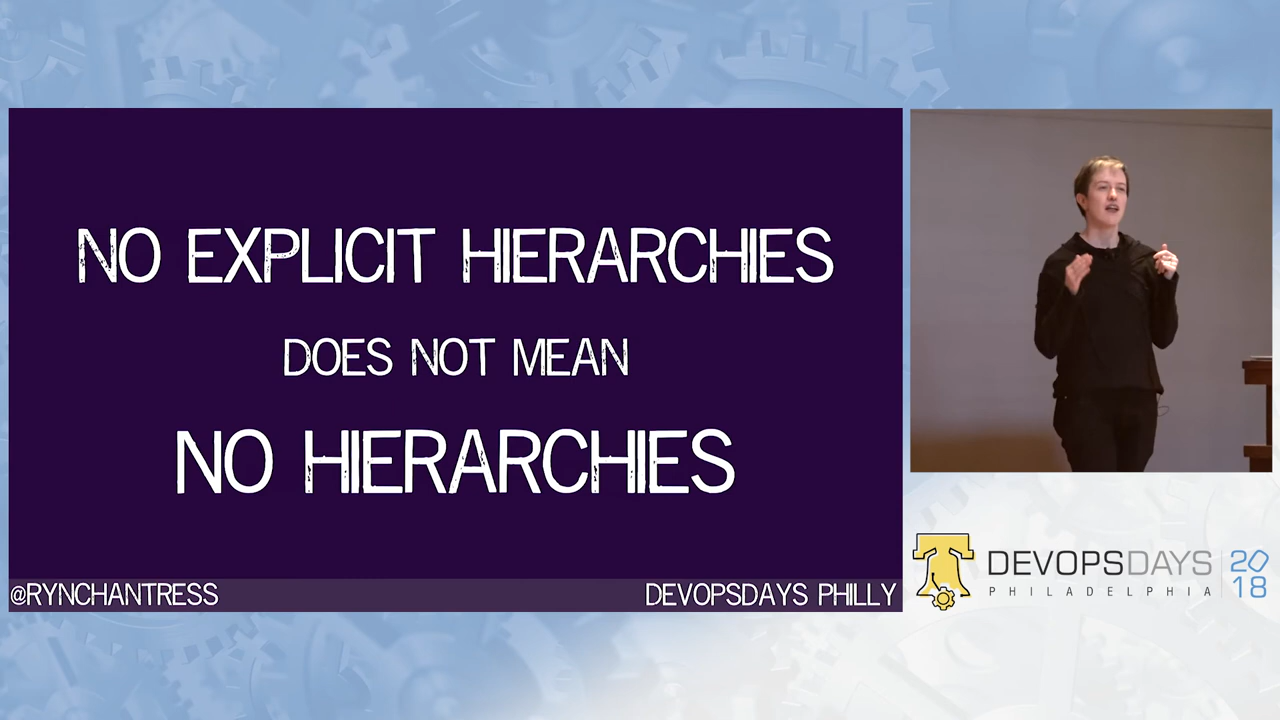 NO EXPLICIT HIERARCHIES
DOES NOT MEAN
NO HIERARCHIES
@RYNCHANTRESS
DEVOPSDAYS PHILLY
DEVOPSDAYS
PHILADELPHIA
20
18